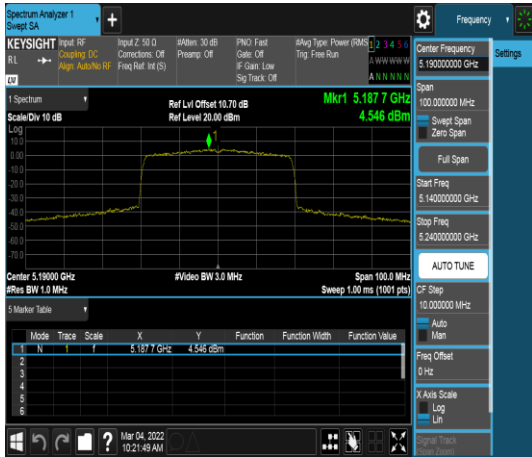 Spectrum Analyzer 1
Swept SA
Frequency
Settings
KEYSIGHT
RL
LXI
Input: RF
Coupling: DC
Align: Auto/No RF
Input Z: 50 Ω
Corrections: Off
Freq Ref: Int (S)
#Atten: 30 dB
Preamp: Off
PNO: Fast
Gate: Off
IF Gain: Low
Sig Track: Off
#Avg Type: Power (RMS
Trig: Free Run
1 2 3 4 5 6
A W W W W W
A N N N N N
1 Spectrum
Scale/Div 10 dB
Ref Lvl Offset 10.70 dB
Ref Level 20.00 dBm
Mkr1 5.187 7 GHz
4.546 dBm
Log
10.0
0.00
-10.0
-20.0
-30.0
-40.0
-50.0
-60.0
-70.0
1
Center 5.19000 GHz
#Res BW 1.0 MHz
#Video BW 3.0 MHz
Span 100.0 MHz
Sweep 1.00 ms (1001 pts)
5 Marker Table
Mode Trace Scale X Y Function Function Width Function Value
1 N 1 f 5.187 7 GHz 4.546 dBm
2
3
4
5
6
Mar 04, 2022
10:21:49 AM
Center Frequency
5.190000000 GHz
Span
100.000000 MHz
Swept Span
Zero Span
Full Span
Start Freq
5.140000000 GHz
Stop Freq
5.240000000 GHz
AUTO TUNE
CF Step
10.000000 MHz
Auto
Man
Freq Offset
0 Hz
X Axis Scale
Log
Lin
Signal Track
(Span Zoom)